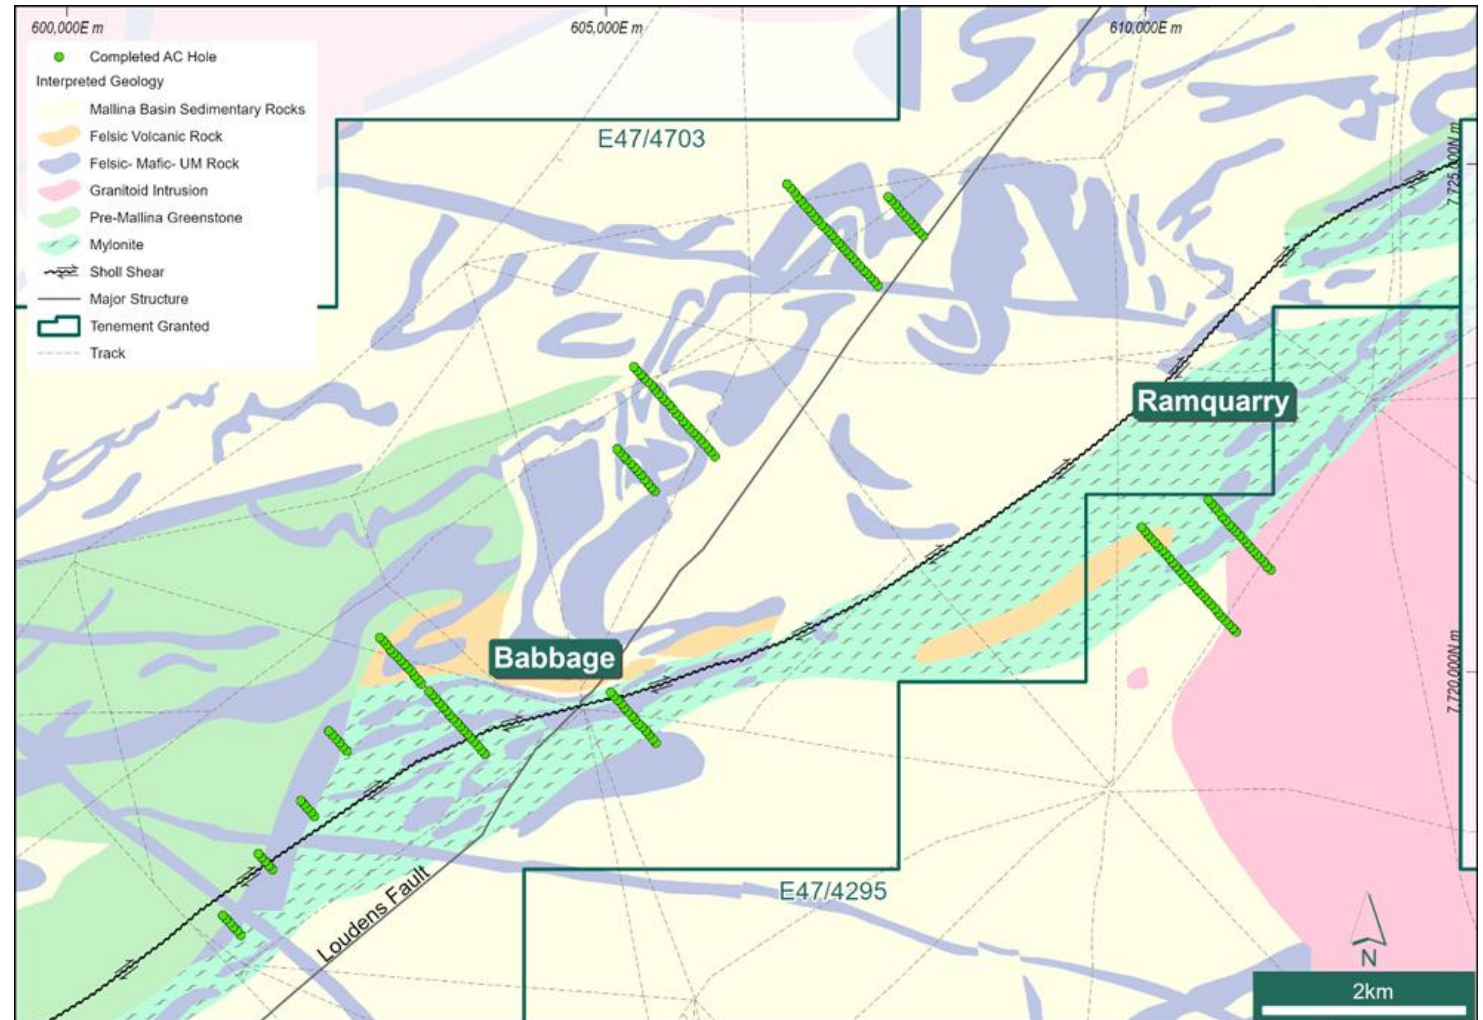 600,000E m
605,000E m
610,000E m
Completed AC Hole
Interpreted Geology
Mallina Basin Sedimentary Rocks
Felsic Volcanic Rock
Felsic- Mafic- UM Rock
Granitoid Intrusion
Pre-Mallina Greenstone
Mylonite
Sholl Shear
Major Structure
Tenement Granted
Track
E47/4703
7,725,000N m
Ramquarry
Babbage
7,720,000N m
E47/4295
Loudens Fault
N
2km